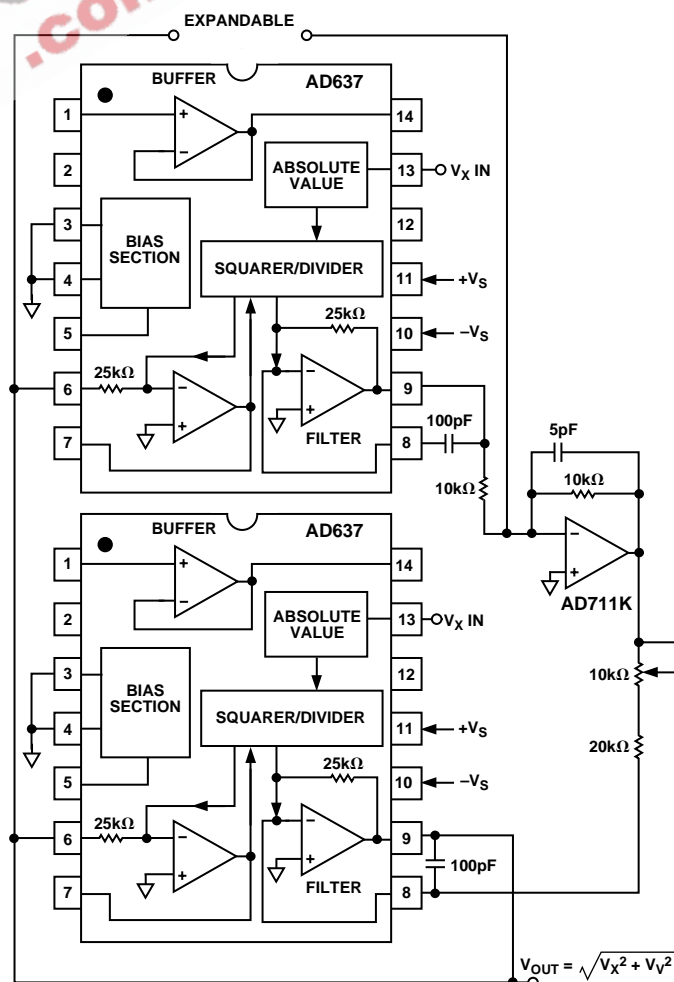 .com
EXPANDABLE
BUFFER
AD637
1
14
ABSOLUTE
VALUE
2
13
VX IN
3
12
BIAS
SECTION
SQUARER/DIVIDER
4
11
+VS
25kΩ
5
10
–VS
25kΩ
6
9
100pF
7
FILTER
8
10kΩ
5pF
10kΩ
AD711K
BUFFER
AD637
1
14
ABSOLUTE
VALUE
2
13
VX IN
3
12
BIAS
SECTION
SQUARER/DIVIDER
4
11
+VS
25kΩ
5
10
–VS
10kΩ
20kΩ
25kΩ
6
9
100pF
7
FILTER
8
VOUT = √VX² + VV²